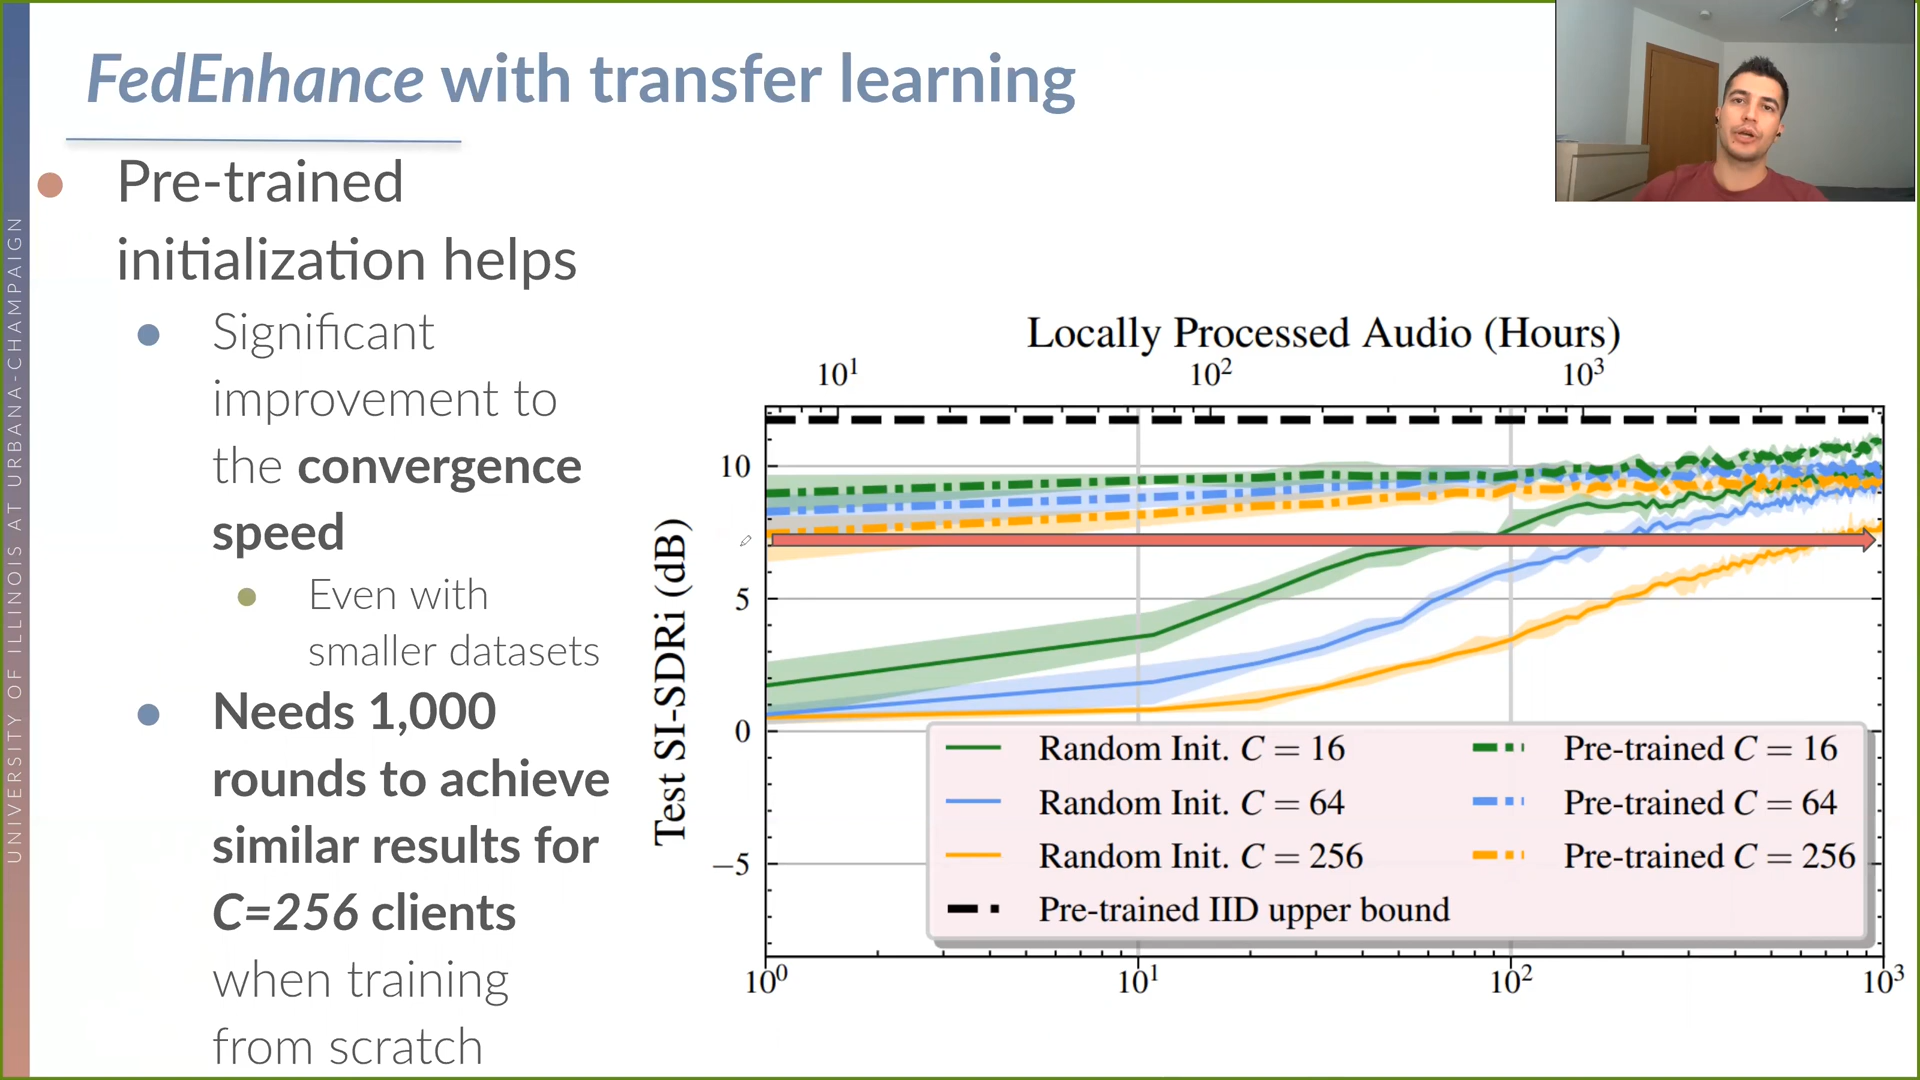 FedEnhance with transfer learning
Pre-trained
initialization helps
Significant
improvement to
the convergence
speed
Even with
smaller datasets
Needs 1,000
rounds to achieve
similar results for
C=256 clients
when training
from scratch
UNIVERSITY OF ILLINOIS AT URBANA-CHAMPAIGN
Locally Processed Audio (Hours)
10¹ 10² 10³
Test SI-SDRi (dB)
10
5
0
−5
Random Init. C = 16
Random Init. C = 64
Random Init. C = 256
Pre-trained IID upper bound
Pre-trained C = 16
Pre-trained C = 64
Pre-trained C = 256
10⁰ 10¹ 10² 10³